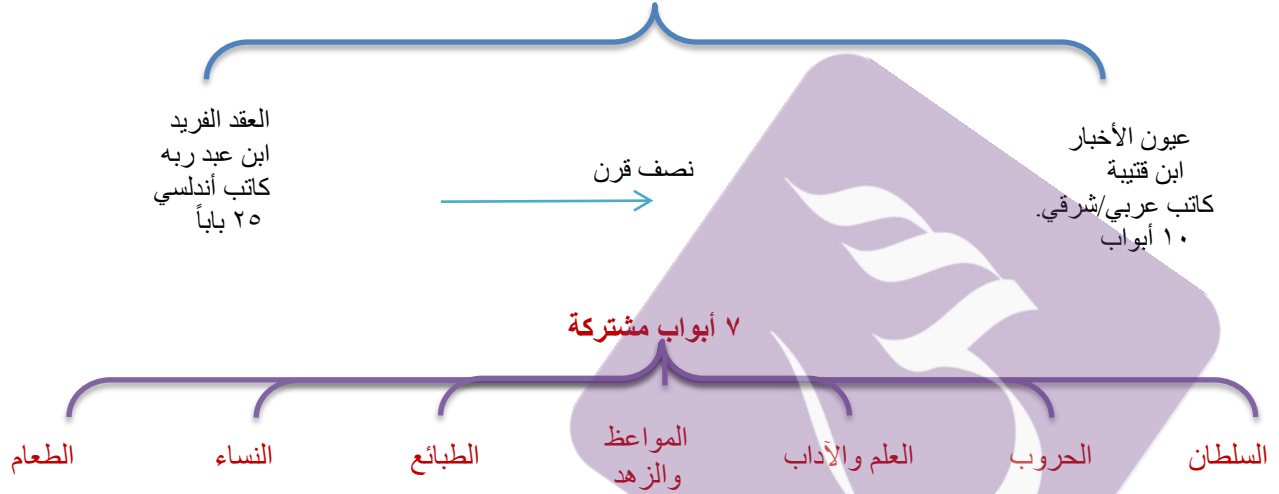 عيون الأخبار
ابن قتيبة
كاتب عربي/شرقي.
١٠ أبواب
نصف قرن
العقد الفريد
ابن عبد ربه
كاتب أندلسي
٢٥ باباً
٧ أبواب مشتركة
السلطان
الحروب
العلم والآداب
المواعظ
والزهد
الطبائع
النساء
الطعام